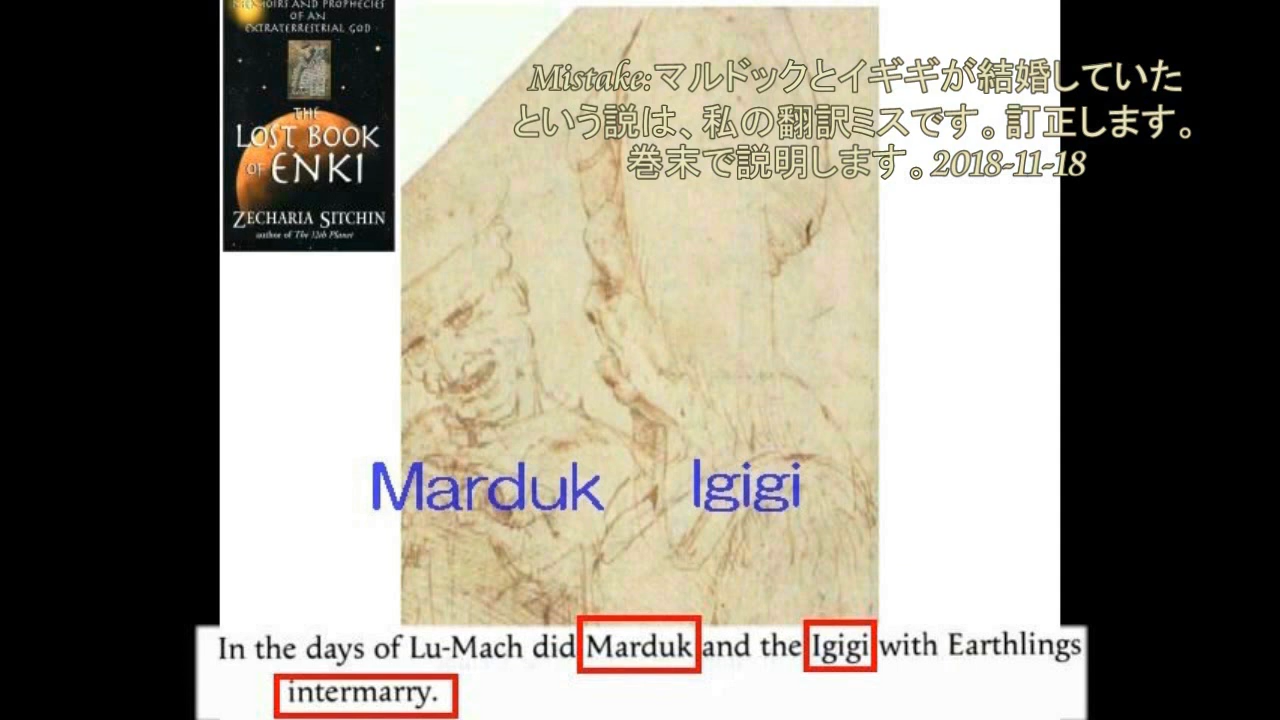 MEMOIRS AND PROPHECIES
OF AN
EXTRATERRESTRIAL GOD
THE
LOST BOOK
OF ENKI
ZECHARIA SITCHIN
author of The 12th Planet
Mistake:マルドックとイギギが結婚していた
という説は、私の翻訳ミスです。訂正します。
巻末で説明します。2018-11-18
Marduk Igigi
In the days of Lu-Mach did Marduk and the Igigi with Earthlings
intermarry.